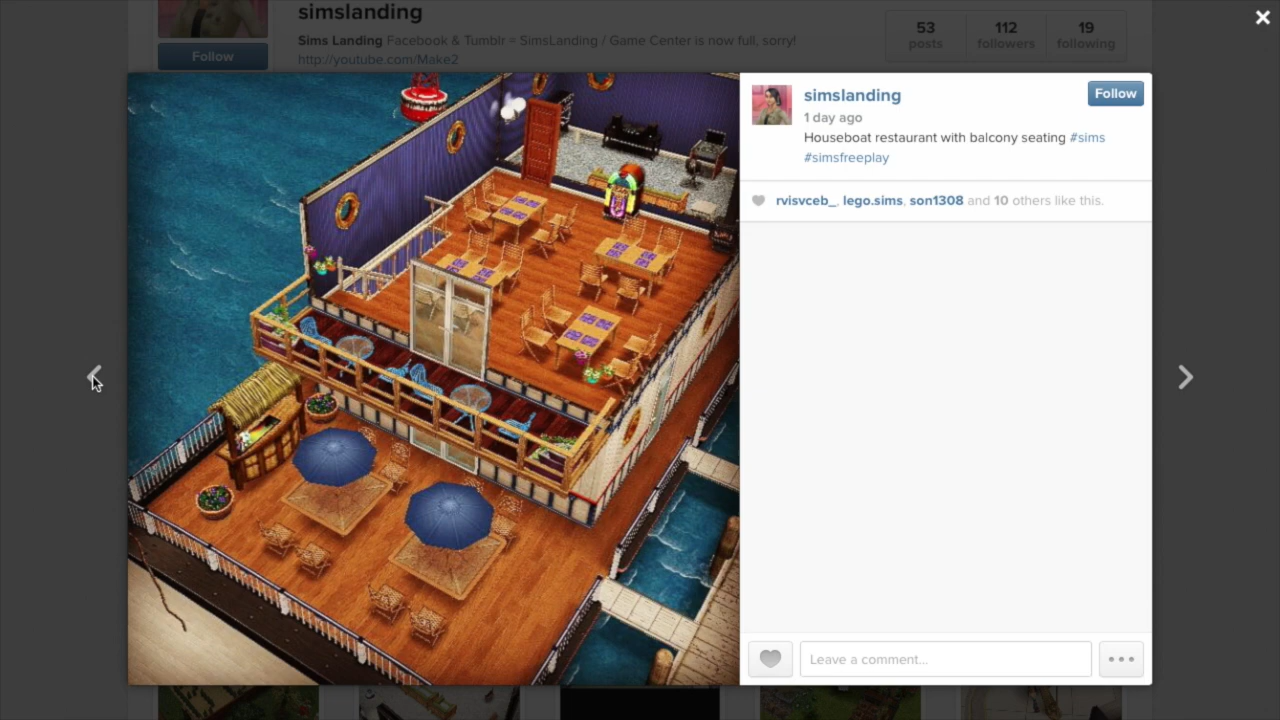 simslanding
Sims Landing Facebook & Tumblr = SimsLanding / Game Center is now full, sorry!
http://youtube.com/Make2
Follow
53 posts
112 followers
19 following
simslanding
Follow
1 day ago
Houseboat restaurant with balcony seating #sims
#simsfreeplay
rvisvceb_, lego.sims, son1308 and 10 others like this.
Leave a comment...